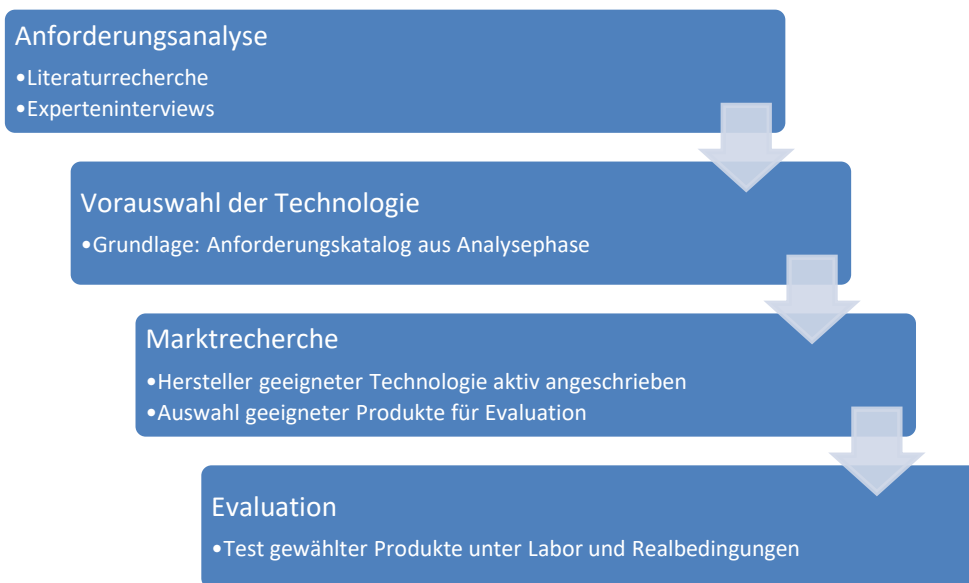 Anforderungsanalyse
•Literaturrecherche
•Experteninterviews
Vorauswahl der Technologie
•Grundlage: Anforderungskatalog aus Analysephase
Marktrecherche
•Hersteller geeigneter Technologie aktiv angeschrieben
•Auswahl geeigneter Produkte für Evaluation
Evaluation
•Test gewählter Produkte unter Labor und Realbedingungen